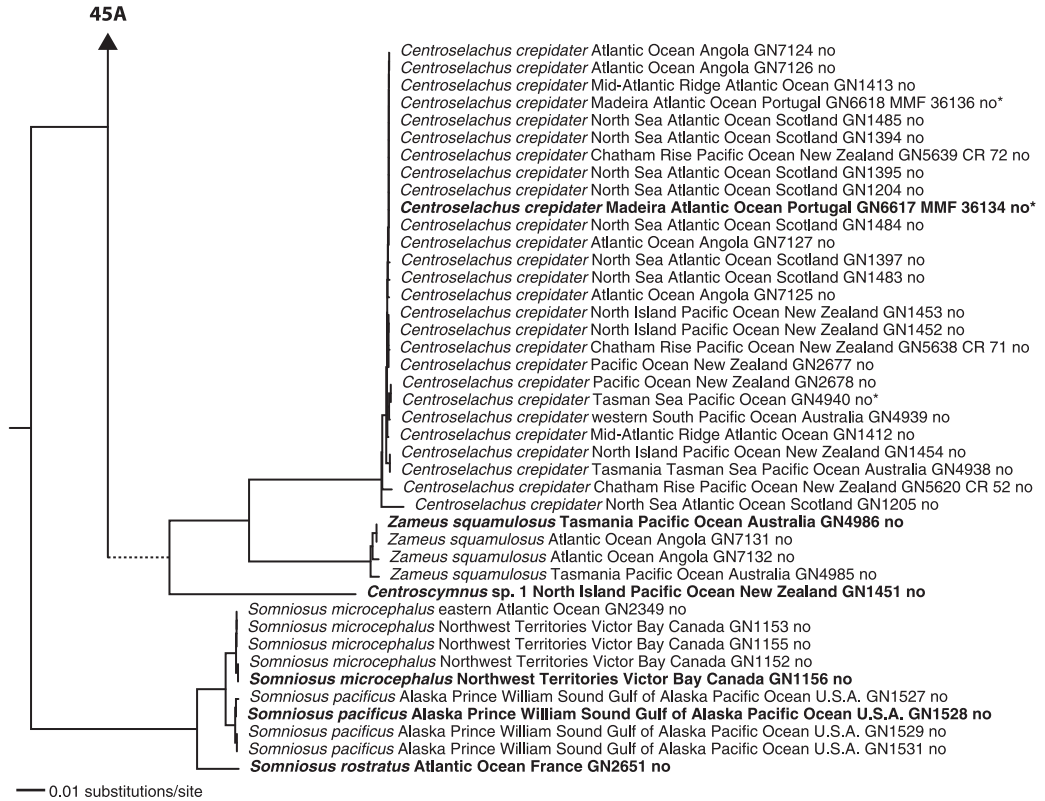 45A
Centroselachus crepidater Atlantic Ocean Angola GN7124 no
Centroselachus crepidater Atlantic Ocean Angola GN7126 no
Centroselachus crepidater Mid-Atlantic Ridge Atlantic Ocean GN1413 no
Centroselachus crepidater Madeira Atlantic Ocean Portugal GN6618 MMF 36136 no*
Centroselachus crepidater North Sea Atlantic Ocean Scotland GN1485 no
Centroselachus crepidater North Sea Atlantic Ocean Scotland GN1394 no
Centroselachus crepidater Chatham Rise Pacific Ocean New Zealand GN5639 CR 72 no
Centroselachus crepidater North Sea Atlantic Ocean Scotland GN1395 no
Centroselachus crepidater North Sea Atlantic Ocean Scotland GN1204 no
Centroselachus crepidater Madeira Atlantic Ocean Portugal GN6617 MMF 36134 no*
Centroselachus crepidater North Sea Atlantic Ocean Scotland GN1484 no
Centroselachus crepidater Atlantic Ocean Angola GN7127 no
Centroselachus crepidater North Sea Atlantic Ocean Scotland GN1397 no
Centroselachus crepidater North Sea Atlantic Ocean Scotland GN1483 no
Centroselachus crepidater Atlantic Ocean Angola GN7125 no
Centroselachus crepidater North Island Pacific Ocean New Zealand GN1453 no
Centroselachus crepidater North Island Pacific Ocean New Zealand GN1452 no
Centroselachus crepidater Chatham Rise Pacific Ocean New Zealand GN5638 CR 71 no
Centroselachus crepidater Pacific Ocean New Zealand GN2677 no
Centroselachus crepidater Pacific Ocean New Zealand GN2678 no
Centroselachus crepidater Tasman Sea Pacific Ocean GN4940 no*
Centroselachus crepidater western South Pacific Ocean Australia GN4939 no
Centroselachus crepidater Mid-Atlantic Ridge Atlantic Ocean GN1412 no
Centroselachus crepidater North Island Pacific Ocean New Zealand GN1454 no
Centroselachus crepidater Tasmania Tasman Sea Pacific Ocean Australia GN4938 no
Centroselachus crepidater Chatham Rise Pacific Ocean New Zealand GN5620 CR 52 no
Centroselachus crepidater North Sea Atlantic Ocean Scotland GN1205 no
Zameus squamulosus Tasmania Pacific Ocean Australia GN4986 no
Zameus squamulosus Atlantic Ocean Angola GN7131 no
Zameus squamulosus Atlantic Ocean Angola GN7132 no
Zameus squamulosus Tasmania Pacific Ocean Australia GN4985 no
Centroscymnus sp. 1 North Island Pacific Ocean New Zealand GN1451 no
Somniosus microcephalus eastern Atlantic Ocean GN2349 no
Somniosus microcephalus Northwest Territories Victor Bay Canada GN1153 no
Somniosus microcephalus Northwest Territories Victor Bay Canada GN1155 no
Somniosus microcephalus Northwest Territories Victor Bay Canada GN1152 no
Somniosus microcephalus Northwest Territories Victor Bay Canada GN1156 no
Somniosus pacificus Alaska Prince William Sound Gulf of Alaska Pacific Ocean U.S.A. GN1527 no
Somniosus pacificus Alaska Prince William Sound Gulf of Alaska Pacific Ocean U.S.A. GN1528 no
Somniosus pacificus Alaska Prince William Sound Gulf of Alaska Pacific Ocean U.S.A. GN1529 no
Somniosus pacificus Alaska Prince William Sound Gulf of Alaska Pacific Ocean U.S.A. GN1531 no
Somniosus rostratus Atlantic Ocean France GN2651 no
0.01 substitutions/site